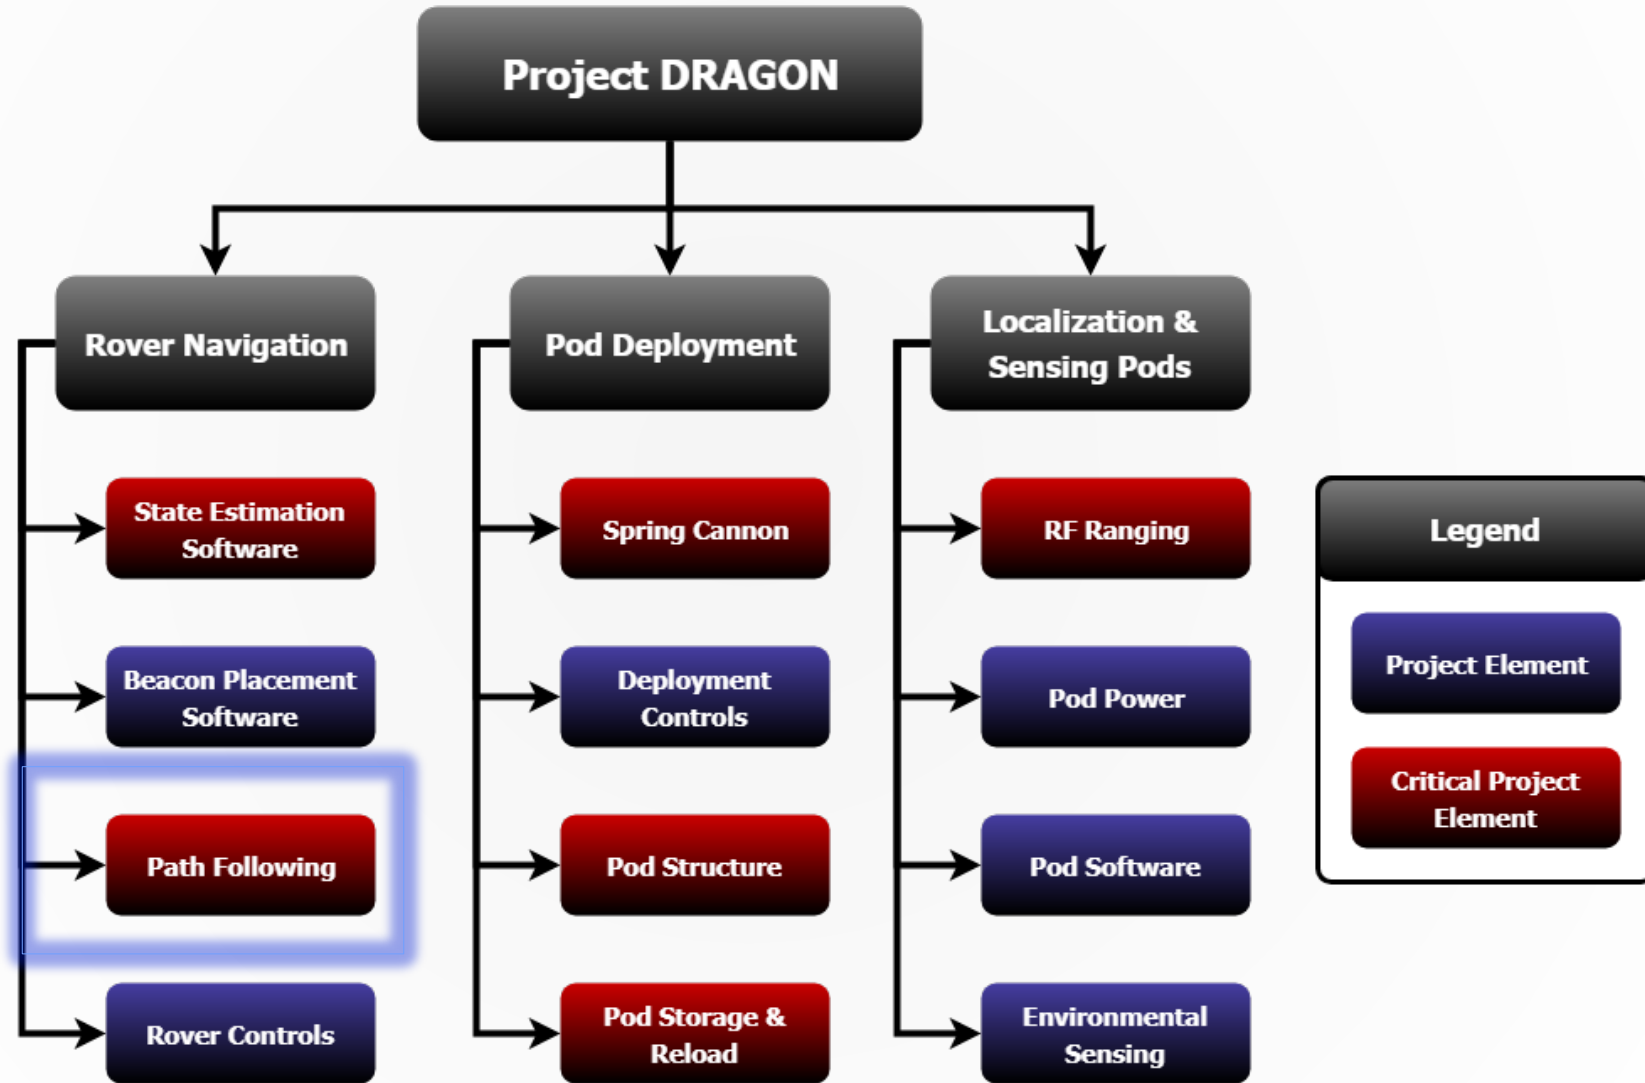 Project DRAGON
Rover Navigation
Pod Deployment
Localization &
Sensing Pods
State Estimation
Software
Spring Cannon
RF Ranging
Legend
Beacon Placement
Software
Deployment
Controls
Pod Power
Project Element
Path Following
Pod Structure
Pod Software
Critical Project
Element
Rover Controls
Pod Storage &
Reload
Environmental
Sensing